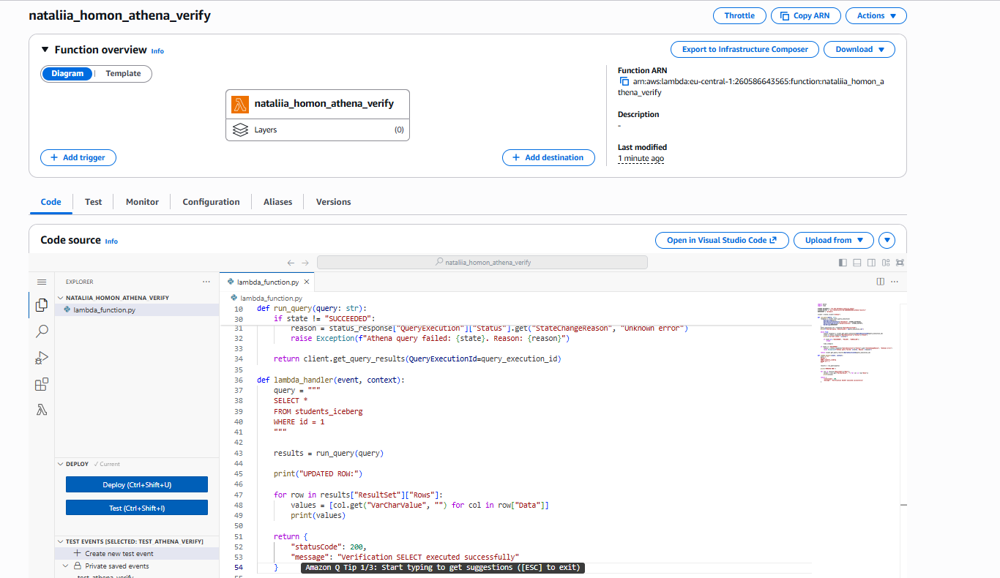 nataliia_homon_athena_verify
Throttle
Copy ARN
Actions
Function overview Info
Export to Infrastructure Composer
Download
Diagram
Template
nataliia_homon_athena_verify
Layers
(0)
Add trigger
Add destination
Function ARN
arn:aws:lambda:eu-central-1:260586643565:function:nataliia_homon_a
thena_verify
Description
-
Last modified
1 minute ago
Code
Test
Monitor
Configuration
Aliases
Versions
Code source Info
Open in Visual Studio Code
Upload from
nataliia_homon_athena_verify
EXPLORER
NATALIIA_HOMON_ATHENA_VERIFY
lambda_function.py
DEPLOY Current
Deploy (Ctrl+Shift+U)
Test (Ctrl+Shift+I)
TEST EVENTS [SELECTED: TEST_ATHENA_VERIFY]
Create new test event
Private saved events
test_athena_verify
lambda_function.py
lambda_function.py
10 def run_query(query: str):
30 if state != "SUCCEEDED":
31 reason = status_response["QueryExecution"]["Status"].get("StateChangeReason", "Unknown error")
32 raise Exception(f"Athena query failed: {state}. Reason: {reason}")
33
34 return client.get_query_results(QueryExecutionId=query_execution_id)
35
36 def lambda_handler(event, context):
37 query = """
38 SELECT *
39 FROM students_iceberg
40 WHERE id = 1
41 """
42
43 results = run_query(query)
44
45 print("UPDATED ROW:")
46
47 for row in results["ResultSet"]["Rows"]:
48 values = [col.get("VarCharValue", "") for col in row["Data"]]
49 print(values)
50
51 return {
52 "statusCode": 200,
53 "message": "Verification SELECT executed successfully"
54 } Amazon Q Tip 1/3: Start typing to get suggestions ([ESC] to exit)
55